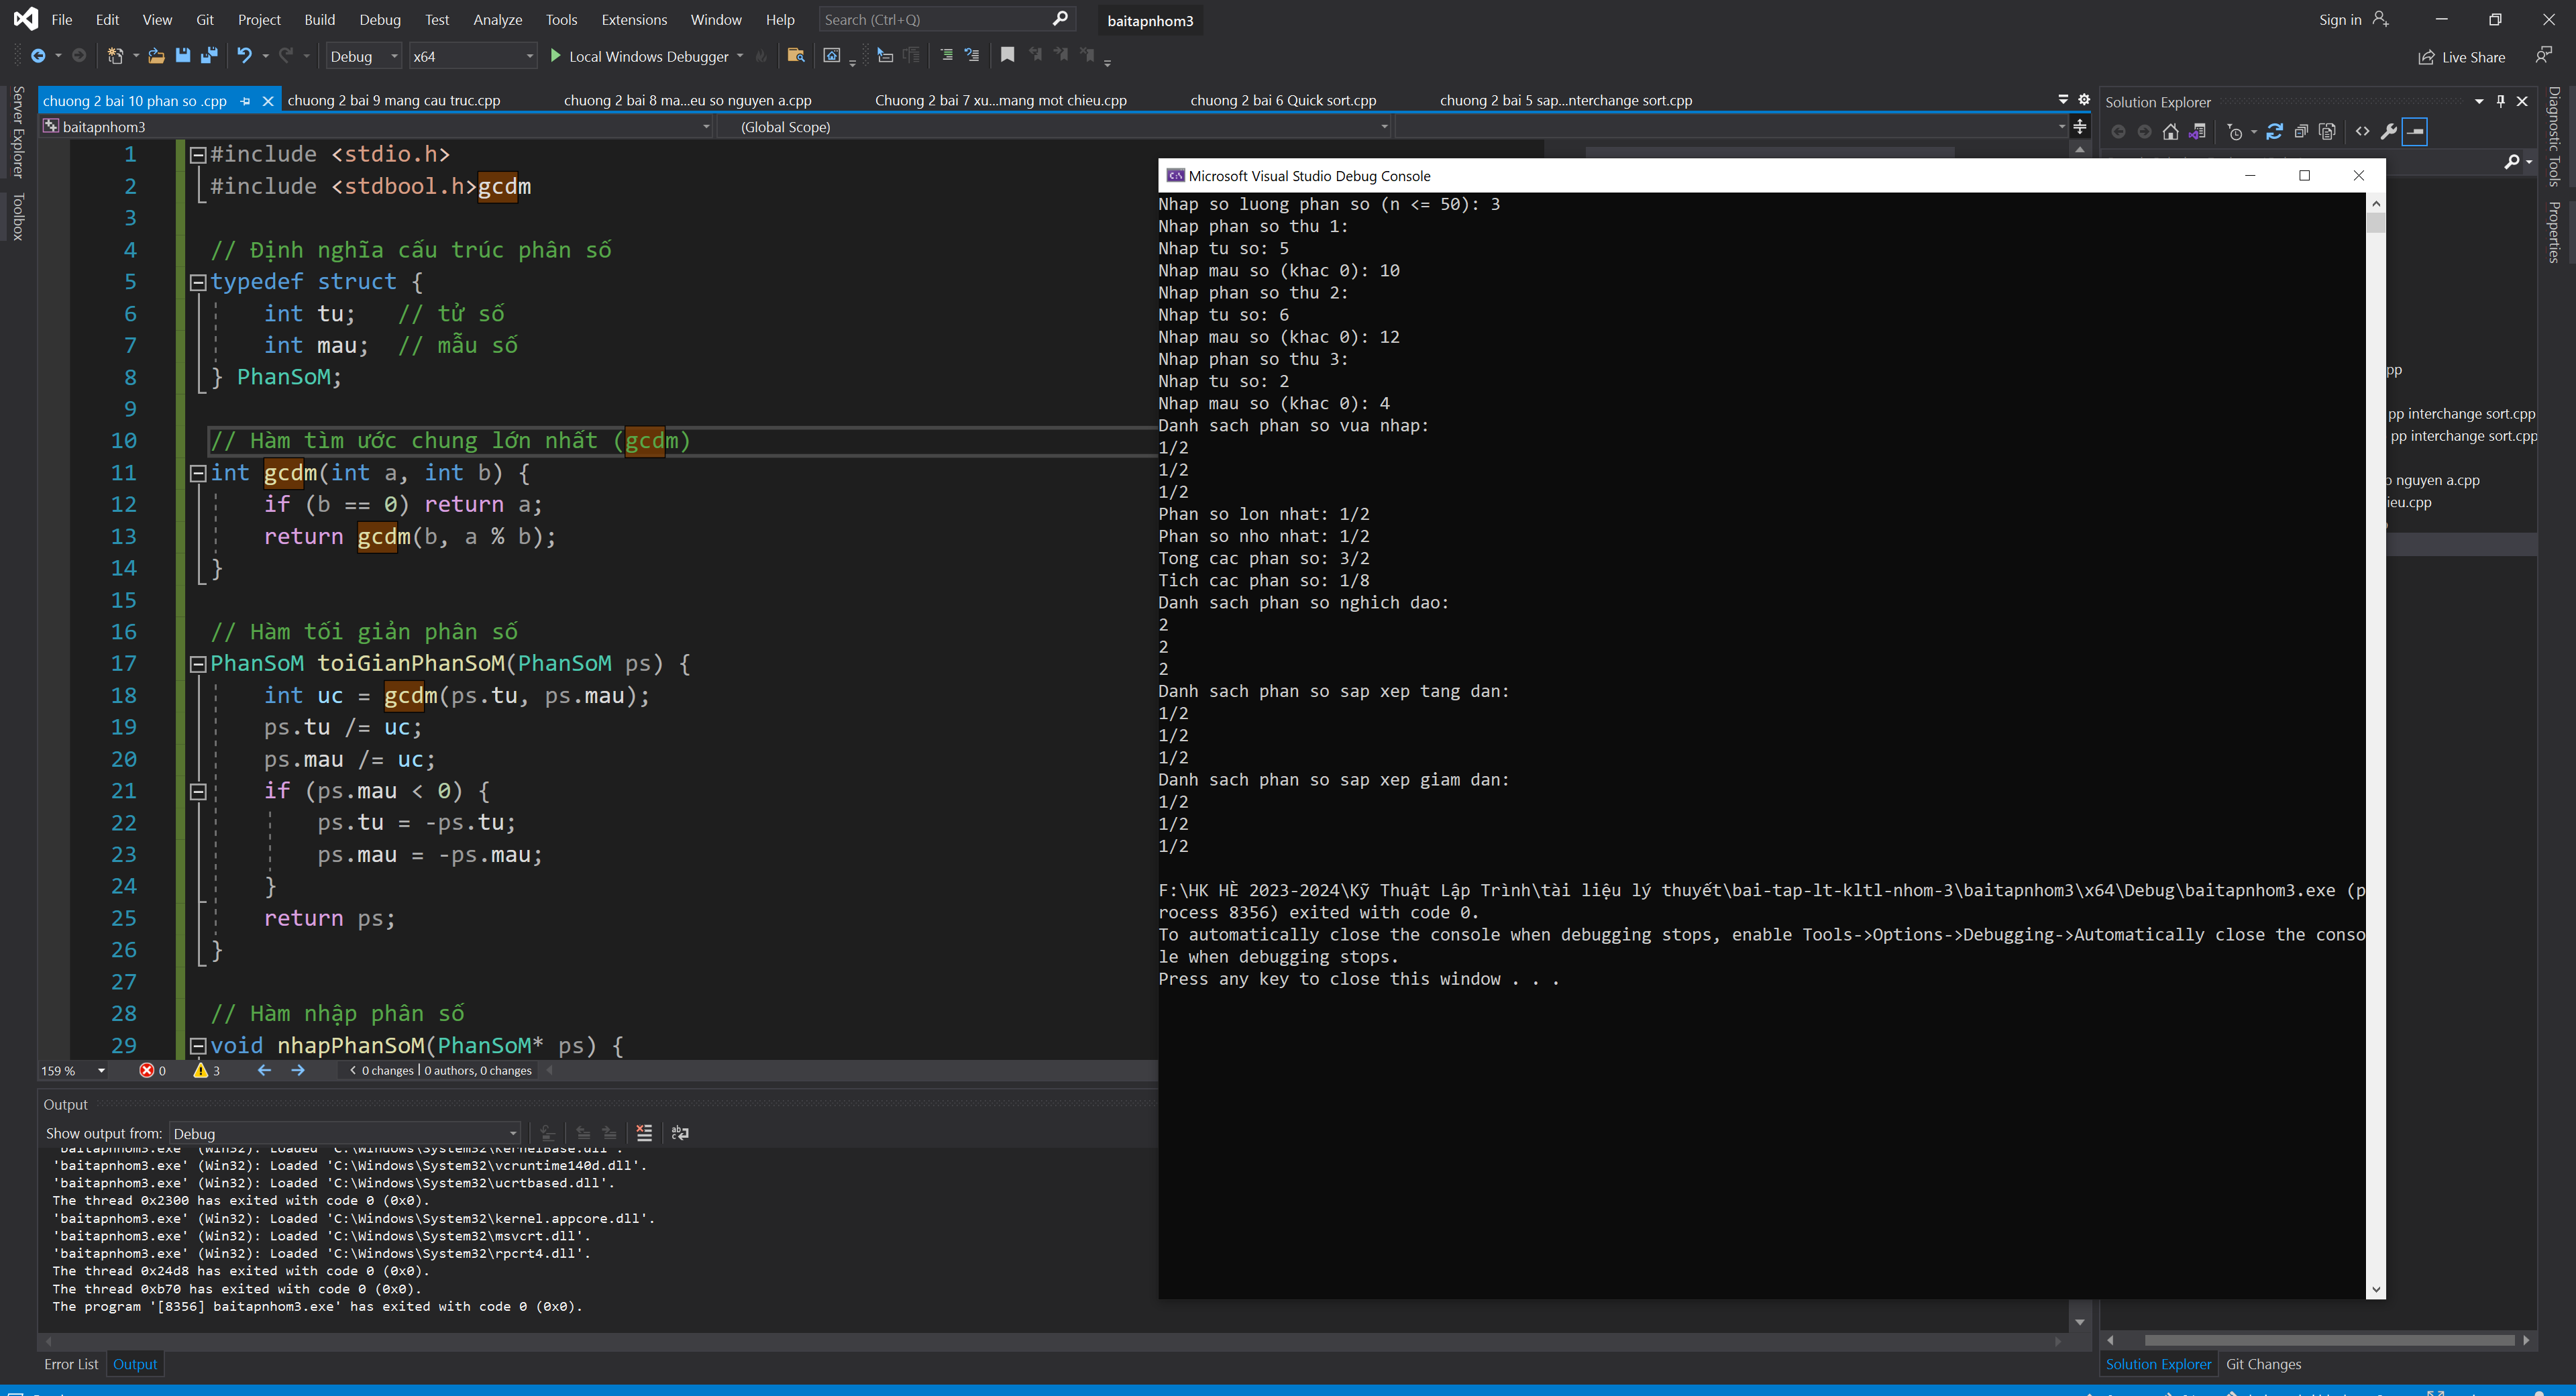 File Edit View Git Project Build Debug Test Analyze Tools Extensions Window Help Search (Ctrl+Q) baitapnhom3 Sign in
Debug x64 Local Windows Debugger Live Share
Server Explorer
Toolbox
chuong 2 bai 10 phan so .cpp chuong 2 bai 9 mang cau truc.cpp chuong 2 bai 8 ma...eu so nguyen a.cpp Chuong 2 bai 7 xu...mang mot chieu.cpp chuong 2 bai 6 Quick sort.cpp chuong 2 bai 5 sap...nterchange sort.cpp
baitapnhom3 (Global Scope)
1 #include <stdio.h>
2 #include <stdbool.h>gcdm
3
4 // Định nghĩa cấu trúc phân số
5 typedef struct {
6 int tu; // tử số
7 int mau; // mẫu số
8 } PhanSoM;
9
10 // Hàm tìm ước chung lớn nhất (gcdm)
11 int gcdm(int a, int b) {
12 if (b == 0) return a;
13 return gcdm(b, a % b);
14 }
15
16 // Hàm tối giản phân số
17 PhanSoM toiGianPhanSoM(PhanSoM ps) {
18 int uc = gcdm(ps.tu, ps.mau);
19 ps.tu /= uc;
20 ps.mau /= uc;
21 if (ps.mau < 0) {
22 ps.tu = -ps.tu;
23 ps.mau = -ps.mau;
24 }
25 return ps;
26 }
27
28 // Hàm nhập phân số
29 void nhapPhanSoM(PhanSoM* ps) {
159 % 0 3 0 changes | 0 authors, 0 changes
Output
Show output from: Debug
'baitapnhom3.exe' (Win32): Loaded 'C:\Windows\System32\KernelBase.dll'.
'baitapnhom3.exe' (Win32): Loaded 'C:\Windows\System32\vcruntime140d.dll'.
'baitapnhom3.exe' (Win32): Loaded 'C:\Windows\System32\ucrtbased.dll'.
The thread 0x2300 has exited with code 0 (0x0).
'baitapnhom3.exe' (Win32): Loaded 'C:\Windows\System32\kernel.appcore.dll'.
'baitapnhom3.exe' (Win32): Loaded 'C:\Windows\System32\msvcrt.dll'.
'baitapnhom3.exe' (Win32): Loaded 'C:\Windows\System32\rpcrt4.dll'.
The thread 0x24d8 has exited with code 0 (0x0).
The thread 0xb70 has exited with code 0 (0x0).
The program '[8356] baitapnhom3.exe' has exited with code 0 (0x0).
Error List Output
Microsoft Visual Studio Debug Console
Nhap so luong phan so (n <= 50): 3
Nhap phan so thu 1:
Nhap tu so: 5
Nhap mau so (khac 0): 10
Nhap phan so thu 2:
Nhap tu so: 6
Nhap mau so (khac 0): 12
Nhap phan so thu 3:
Nhap tu so: 2
Nhap mau so (khac 0): 4
Danh sach phan so vua nhap:
1/2
1/2
1/2
Phan so lon nhat: 1/2
Phan so nho nhat: 1/2
Tong cac phan so: 3/2
Tich cac phan so: 1/8
Danh sach phan so nghich dao:
2
2
2
Danh sach phan so sap xep tang dan:
1/2
1/2
1/2
Danh sach phan so sap xep giam dan:
1/2
1/2
1/2
F:\HK HÈ 2023-2024\Kỹ Thuật Lập Trình\tài liệu lý thuyết\bai-tap-lt-kltl-nhom-3\baitapnhom3\x64\Debug\baitapnhom3.exe (p
rocess 8356) exited with code 0.
To automatically close the console when debugging stops, enable Tools->Options->Debugging->Automatically close the conso
le when debugging stops.
Press any key to close this window . . .
Solution Explorer
pp
pp interchange sort.cpp
pp interchange sort.cpp
o nguyen a.cpp
ieu.cpp
Solution Explorer Git Changes
Diagnostic Tools
Properties